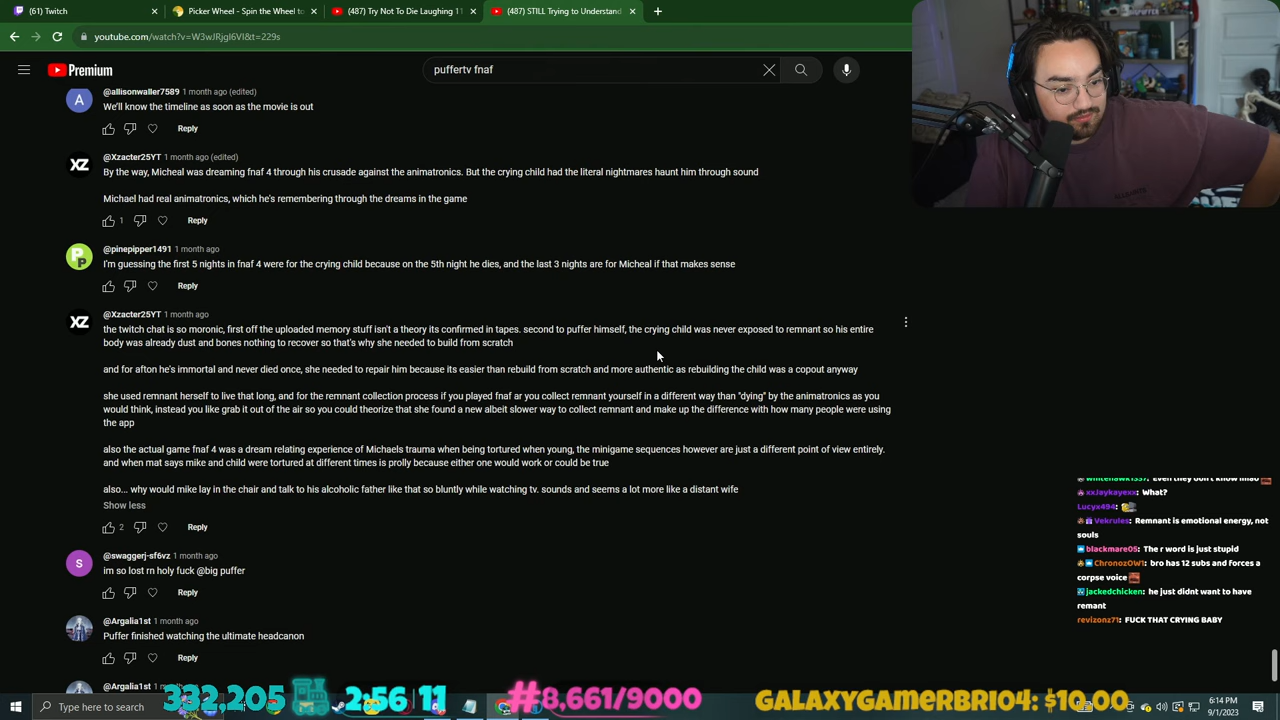 (61) Twitch
Picker Wheel - Spin the Wheel to
(487) Try Not To Die Laughing 11
(487) STILL Trying to Understand
youtube.com/watch?v=W3wJRjgI6VI&t=229s
Premium
puffertv fnaf
@allisonwaller7589 1 month ago (edited)
A
We'll know the timeline as soon as the movie is out
Reply
@Xzacter25YT 1 month ago (edited)
XZ
By the way, Micheal was dreaming fnaf 4 through his crusade against the animatronics. But the crying child had the literal nightmares haunt him through sound
Michael had real animatronics, which he's remembering through the dreams in the game
1
Reply
@pinepipper1491 1 month ago
Pp
I'm guessing the first 5 nights in fnaf 4 were for the crying child because on the 5th night he dies, and the last 3 nights are for Micheal if that makes sense
Reply
@Xzacter25YT 1 month ago
XZ
the twitch chat is so moronic, first off the uploaded memory stuff isn't a theory its confirmed in tapes. second to puffer himself, the crying child was never exposed to remnant so his entire
body was already dust and bones nothing to recover so that's why she needed to build from scratch
and for afton he's immortal and never died once, she needed to repair him because its easier than rebuild from scratch and more authentic as rebuilding the child was a copout anyway
she used remnant herself to live that long, and for the remnant collection process if you played fnaf ar you collect remnant yourself in a different way than "dying" by the animatronics as you
would think, instead you like grab it out of the air so you could theorize that she found a new albeit slower way to collect remnant and make up the difference with how many people were using
the app
also the actual game fnaf 4 was a dream relating experience of Michaels trauma when being tortured when young, the minigame sequences however are just a different point of view entirely.
and when mat says mike and child were tortured at different times is prolly because either one would work or could be true
also... why would mike lay in the chair and talk to his alcoholic father like that so bluntly while watching tv. sounds and seems a lot more like a distant wife
Show less
2
Reply
@swaggerj-sf6vz 1 month ago
S
im so lost rn holy fuck @big puffer
Reply
@Argalia1st 1 month ago
Puffer finished watching the ultimate headcanon
Reply
@Argalia1st
xxJaykayexx: What?
Lucyx494:
Vekrules: Remnant is emotional energy, not
souls
blackmare05: The r word is just stupid
ChronozOW1: bro has 12 subs and forces a
corpse voice
jackedchicken: he just didnt want to have
remant
revizonz71: FUCK THAT CRYING BABY
332,205
2:56|11
#8,661/9000
GALAXYGAMERBR104: $10.00
Type here to search
6:14 PM
9/1/2023